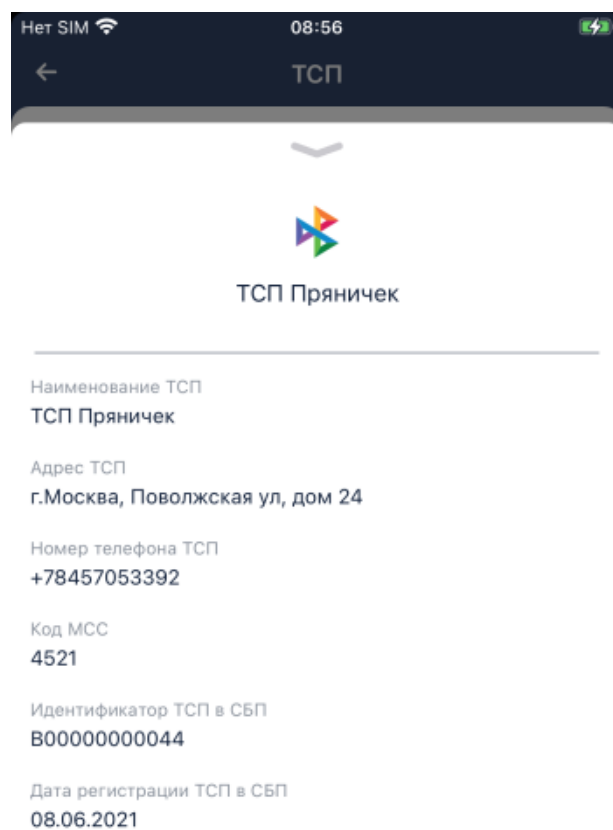 Нет SIM 08:56
ТСП
ТСП Пряничек
Наименование ТСП
ТСП Пряничек
Адрес ТСП
г.Москва, Поволжская ул, дом 24
Номер телефона ТСП
+78457053392
Код МСС
4521
Идентификатор ТСП в СБП
B00000000044
Дата регистрации ТСП в СБП
08.06.2021